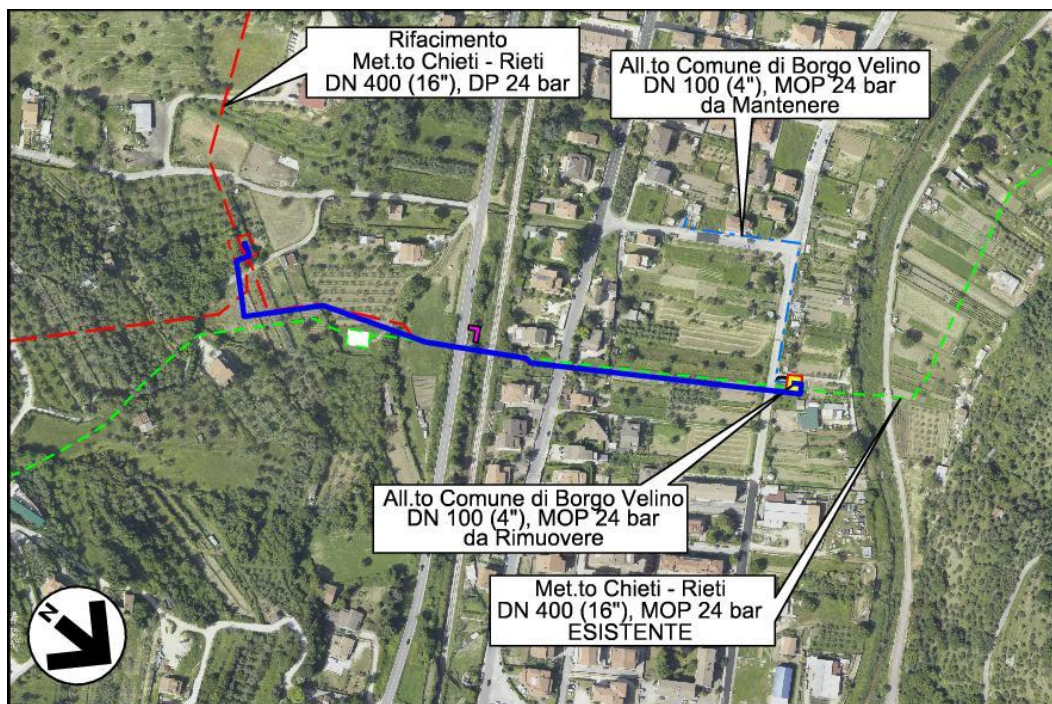 Rifacimento
Met.to Chieti - Rieti
DN 400 (16"), DP 24 bar
All.to Comune di Borgo Velino
DN 100 (4"), MOP 24 bar
da Mantenere
All.to Comune di Borgo Velino
DN 100 (4"), MOP 24 bar
da Rimuovere
Met.to Chieti - Rieti
DN 400 (16"), MOP 24 bar
ESISTENTE
N